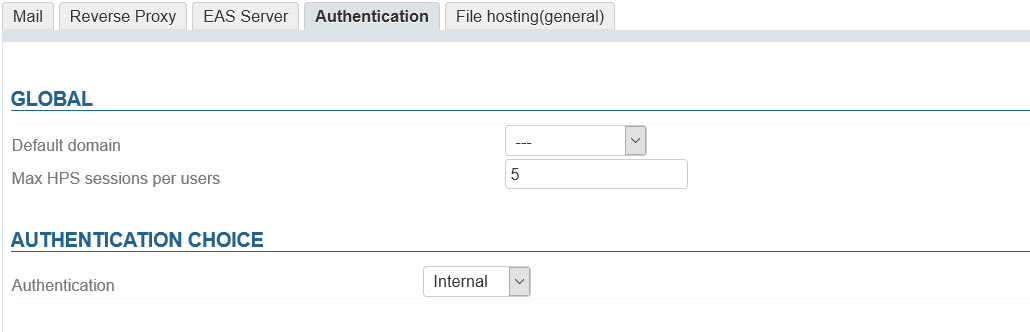 Mail Reverse Proxy EAS Server Authentication File hosting(general)
GLOBAL
Default domain ---
Max HPS sessions per users 5
AUTHENTICATION CHOICE
Authentication Internal